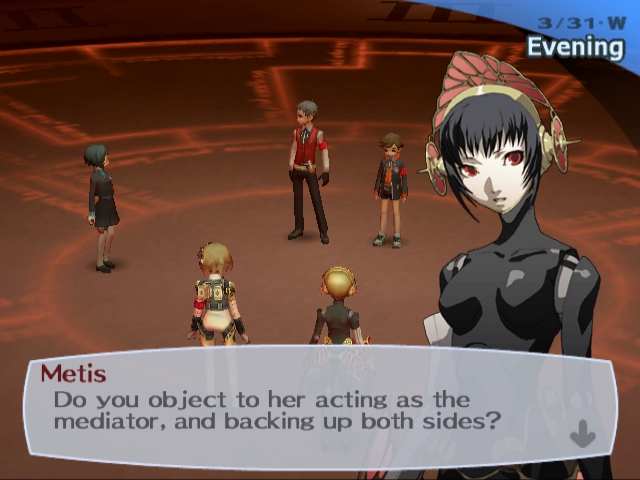 3/31·W
Evening
Metis
Do you object to her acting as the
mediator, and backing up both sides?